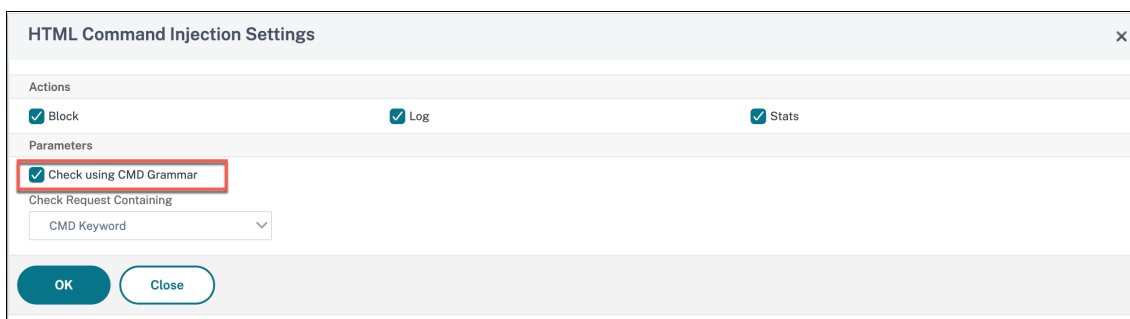 HTML Command Injection Settings
Actions
Block Log Stats
Parameters
Check using CMD Grammar
Check Request Containing
CMD Keyword
OK Close